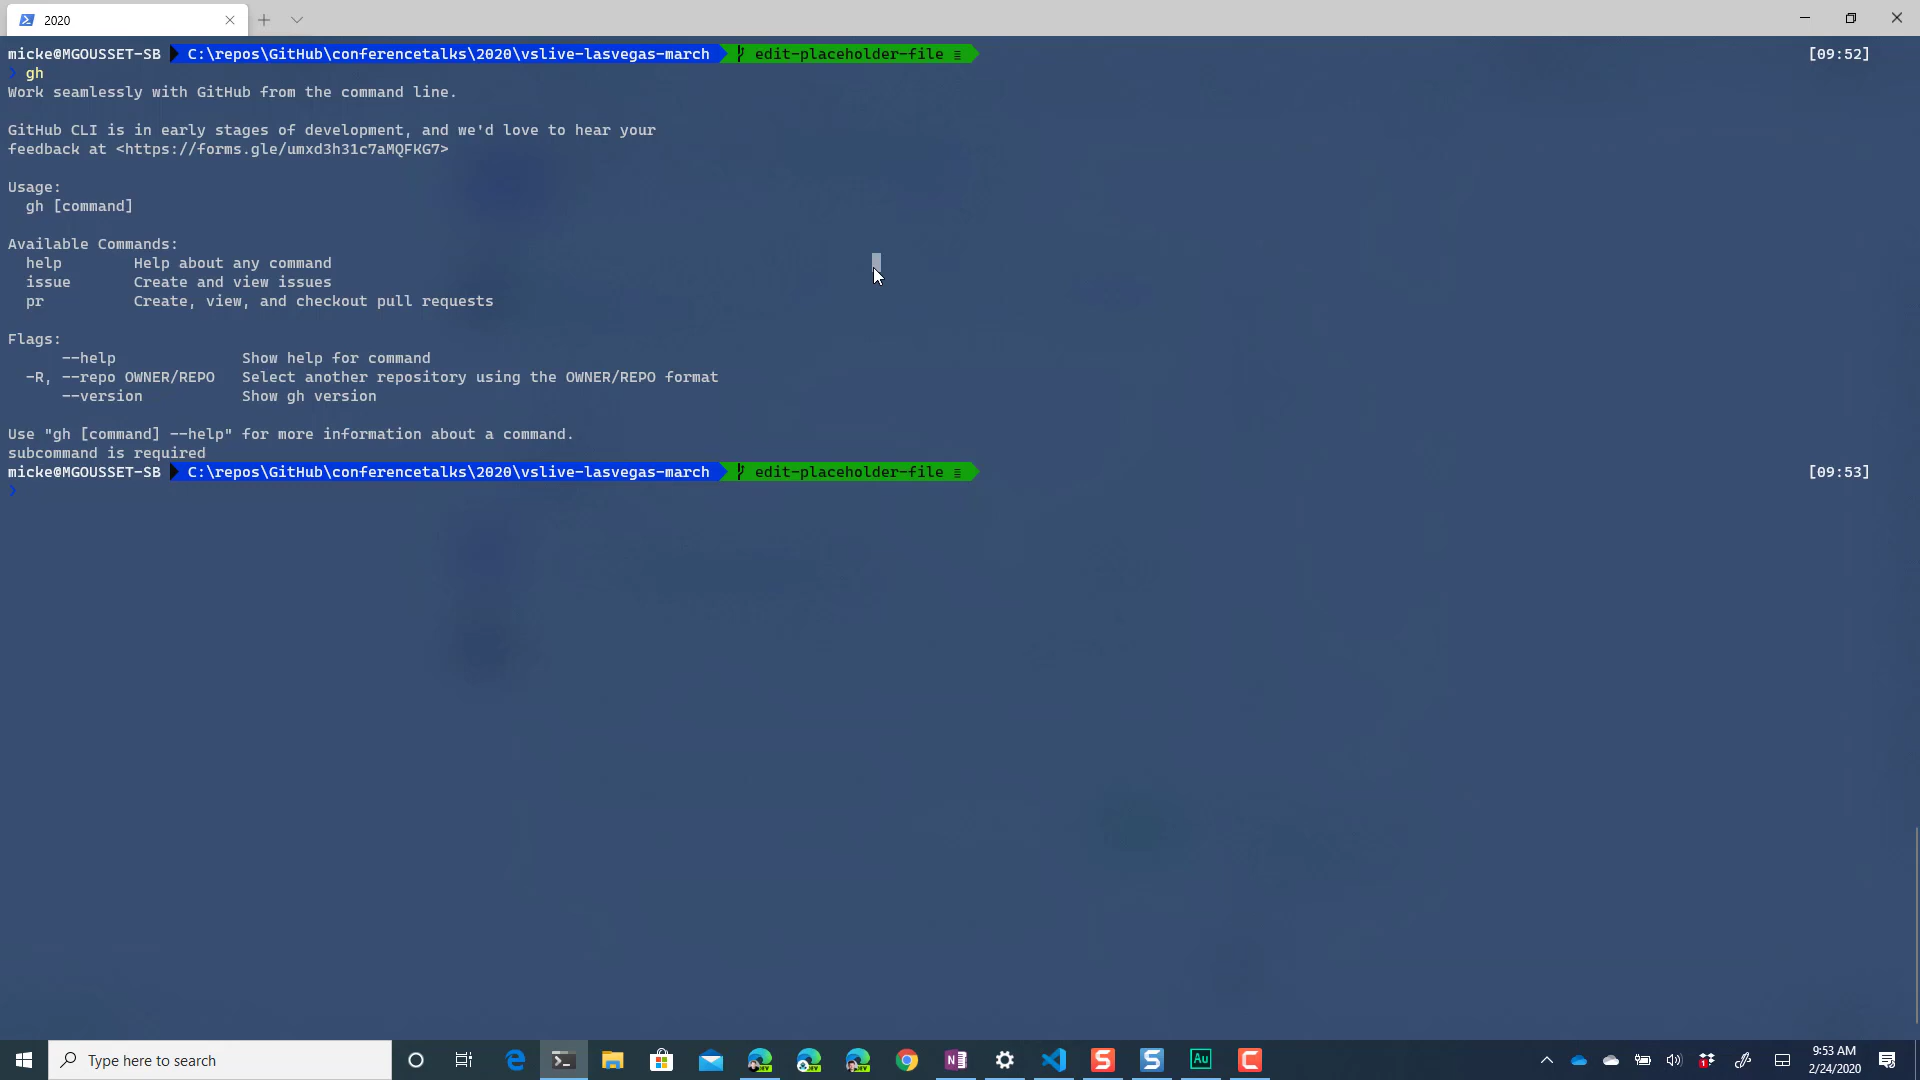 2020
micke@MGOUSSET-SB C:\repos\GitHub\conferencetalks\2020\vslive-lasvegas-march edit-placeholder-file ≡ [09:52]
❯ gh
Work seamlessly with GitHub from the command line.
GitHub CLI is in early stages of development, and we'd love to hear your
feedback at <https://forms.gle/umxd3h31c7aMQFKG7>
Usage:
gh [command]
Available Commands:
help Help about any command
issue Create and view issues
pr Create, view, and checkout pull requests
Flags:
--help Show help for command
-R, --repo OWNER/REPO Select another repository using the OWNER/REPO format
--version Show gh version
Use "gh [command] --help" for more information about a command.
subcommand is required
micke@MGOUSSET-SB C:\repos\GitHub\conferencetalks\2020\vslive-lasvegas-march edit-placeholder-file ≡ [09:53]
❯
Type here to search
9:53 AM
2/24/2020